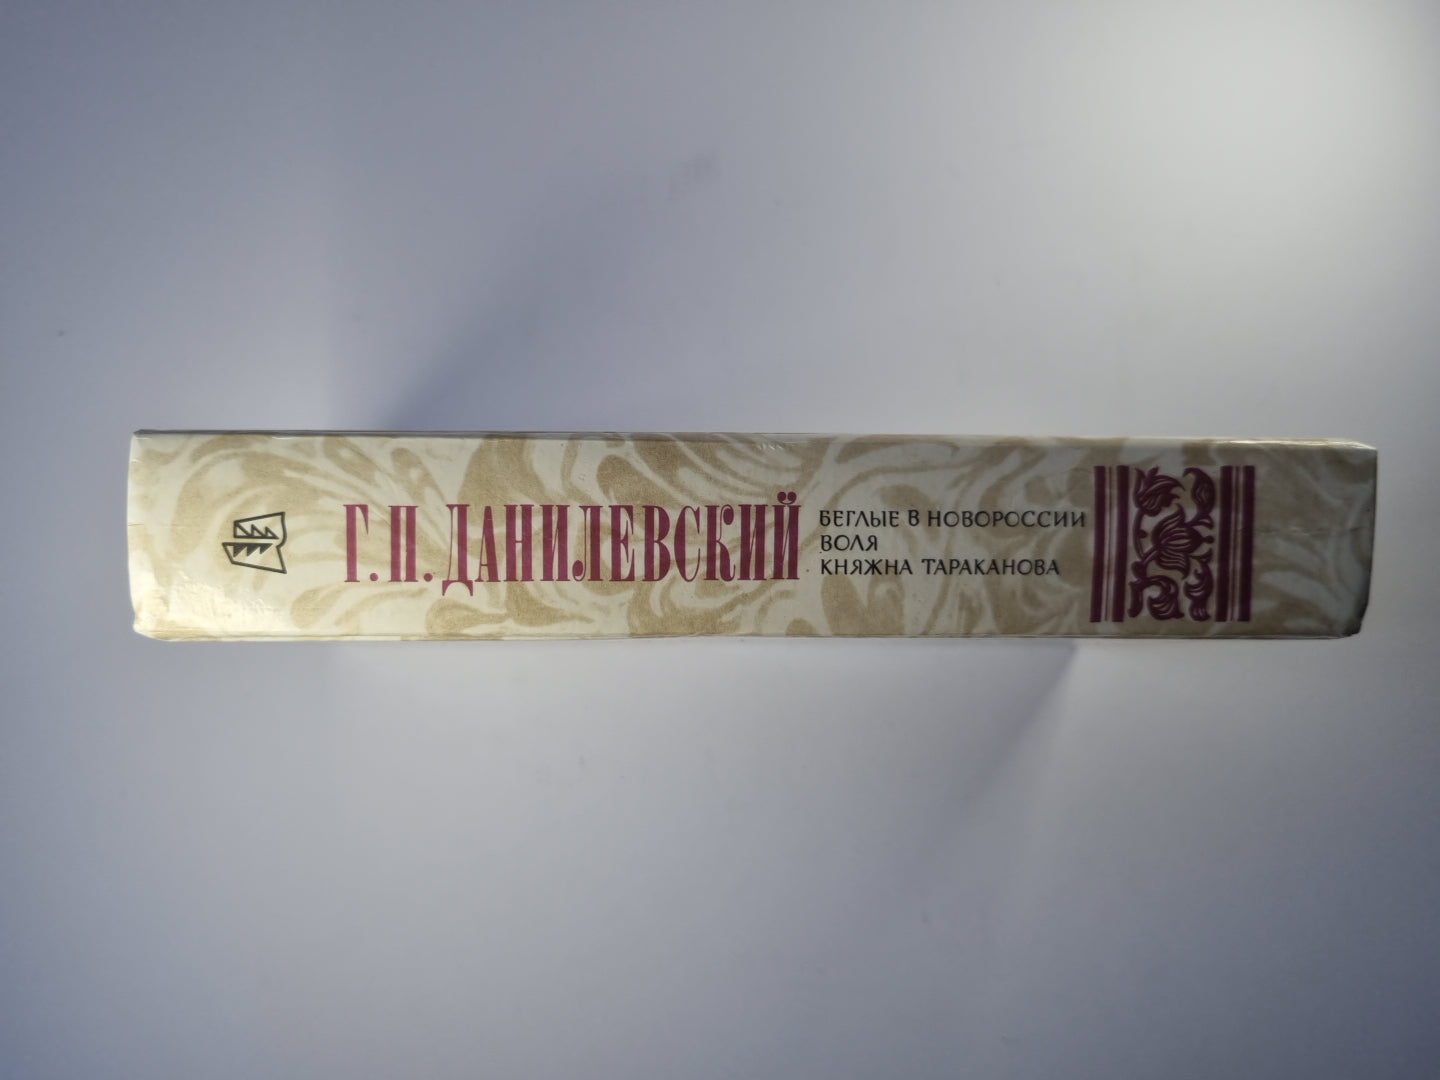 Г. П. ДАНИЛЕВСКИЙ
БЕГЛЫЕ В НОВОРОССИИ
ВОЛЯ
КНЯЖНА ТАРАКАНОВА